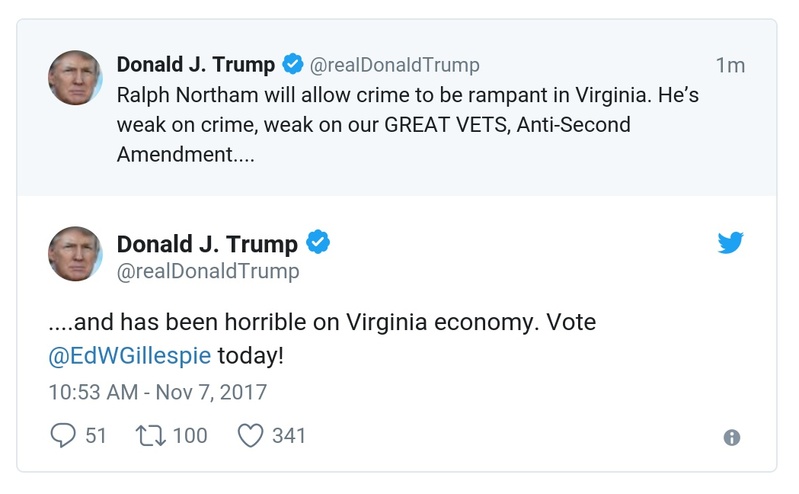 Donald J. Trump @realDonaldTrump 1m
Ralph Northam will allow crime to be rampant in Virginia. He’s
weak on crime, weak on our GREAT VETS, Anti-Second
Amendment....
Donald J. Trump
@realDonaldTrump
....and has been horrible on Virginia economy. Vote
@EdWGillespie today!
10:53 AM - Nov 7, 2017
51 100 341